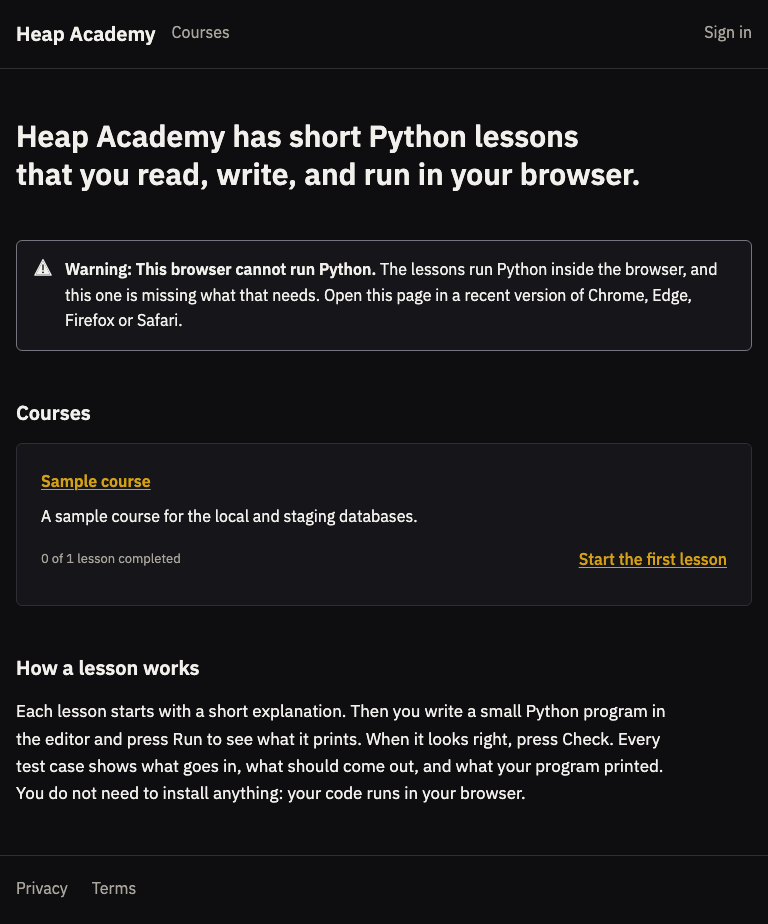 Heap Academy Courses Sign in
Heap Academy has short Python lessons
that you read, write, and run in your browser.
Warning: This browser cannot run Python. The lessons run Python inside the browser, and
this one is missing what that needs. Open this page in a recent version of Chrome, Edge,
Firefox or Safari.
Courses
Sample course
A sample course for the local and staging databases.
0 of 1 lesson completed Start the first lesson
How a lesson works
Each lesson starts with a short explanation. Then you write a small Python program in
the editor and press Run to see what it prints. When it looks right, press Check. Every
test case shows what goes in, what should come out, and what your program printed.
You do not need to install anything: your code runs in your browser.
Privacy Terms